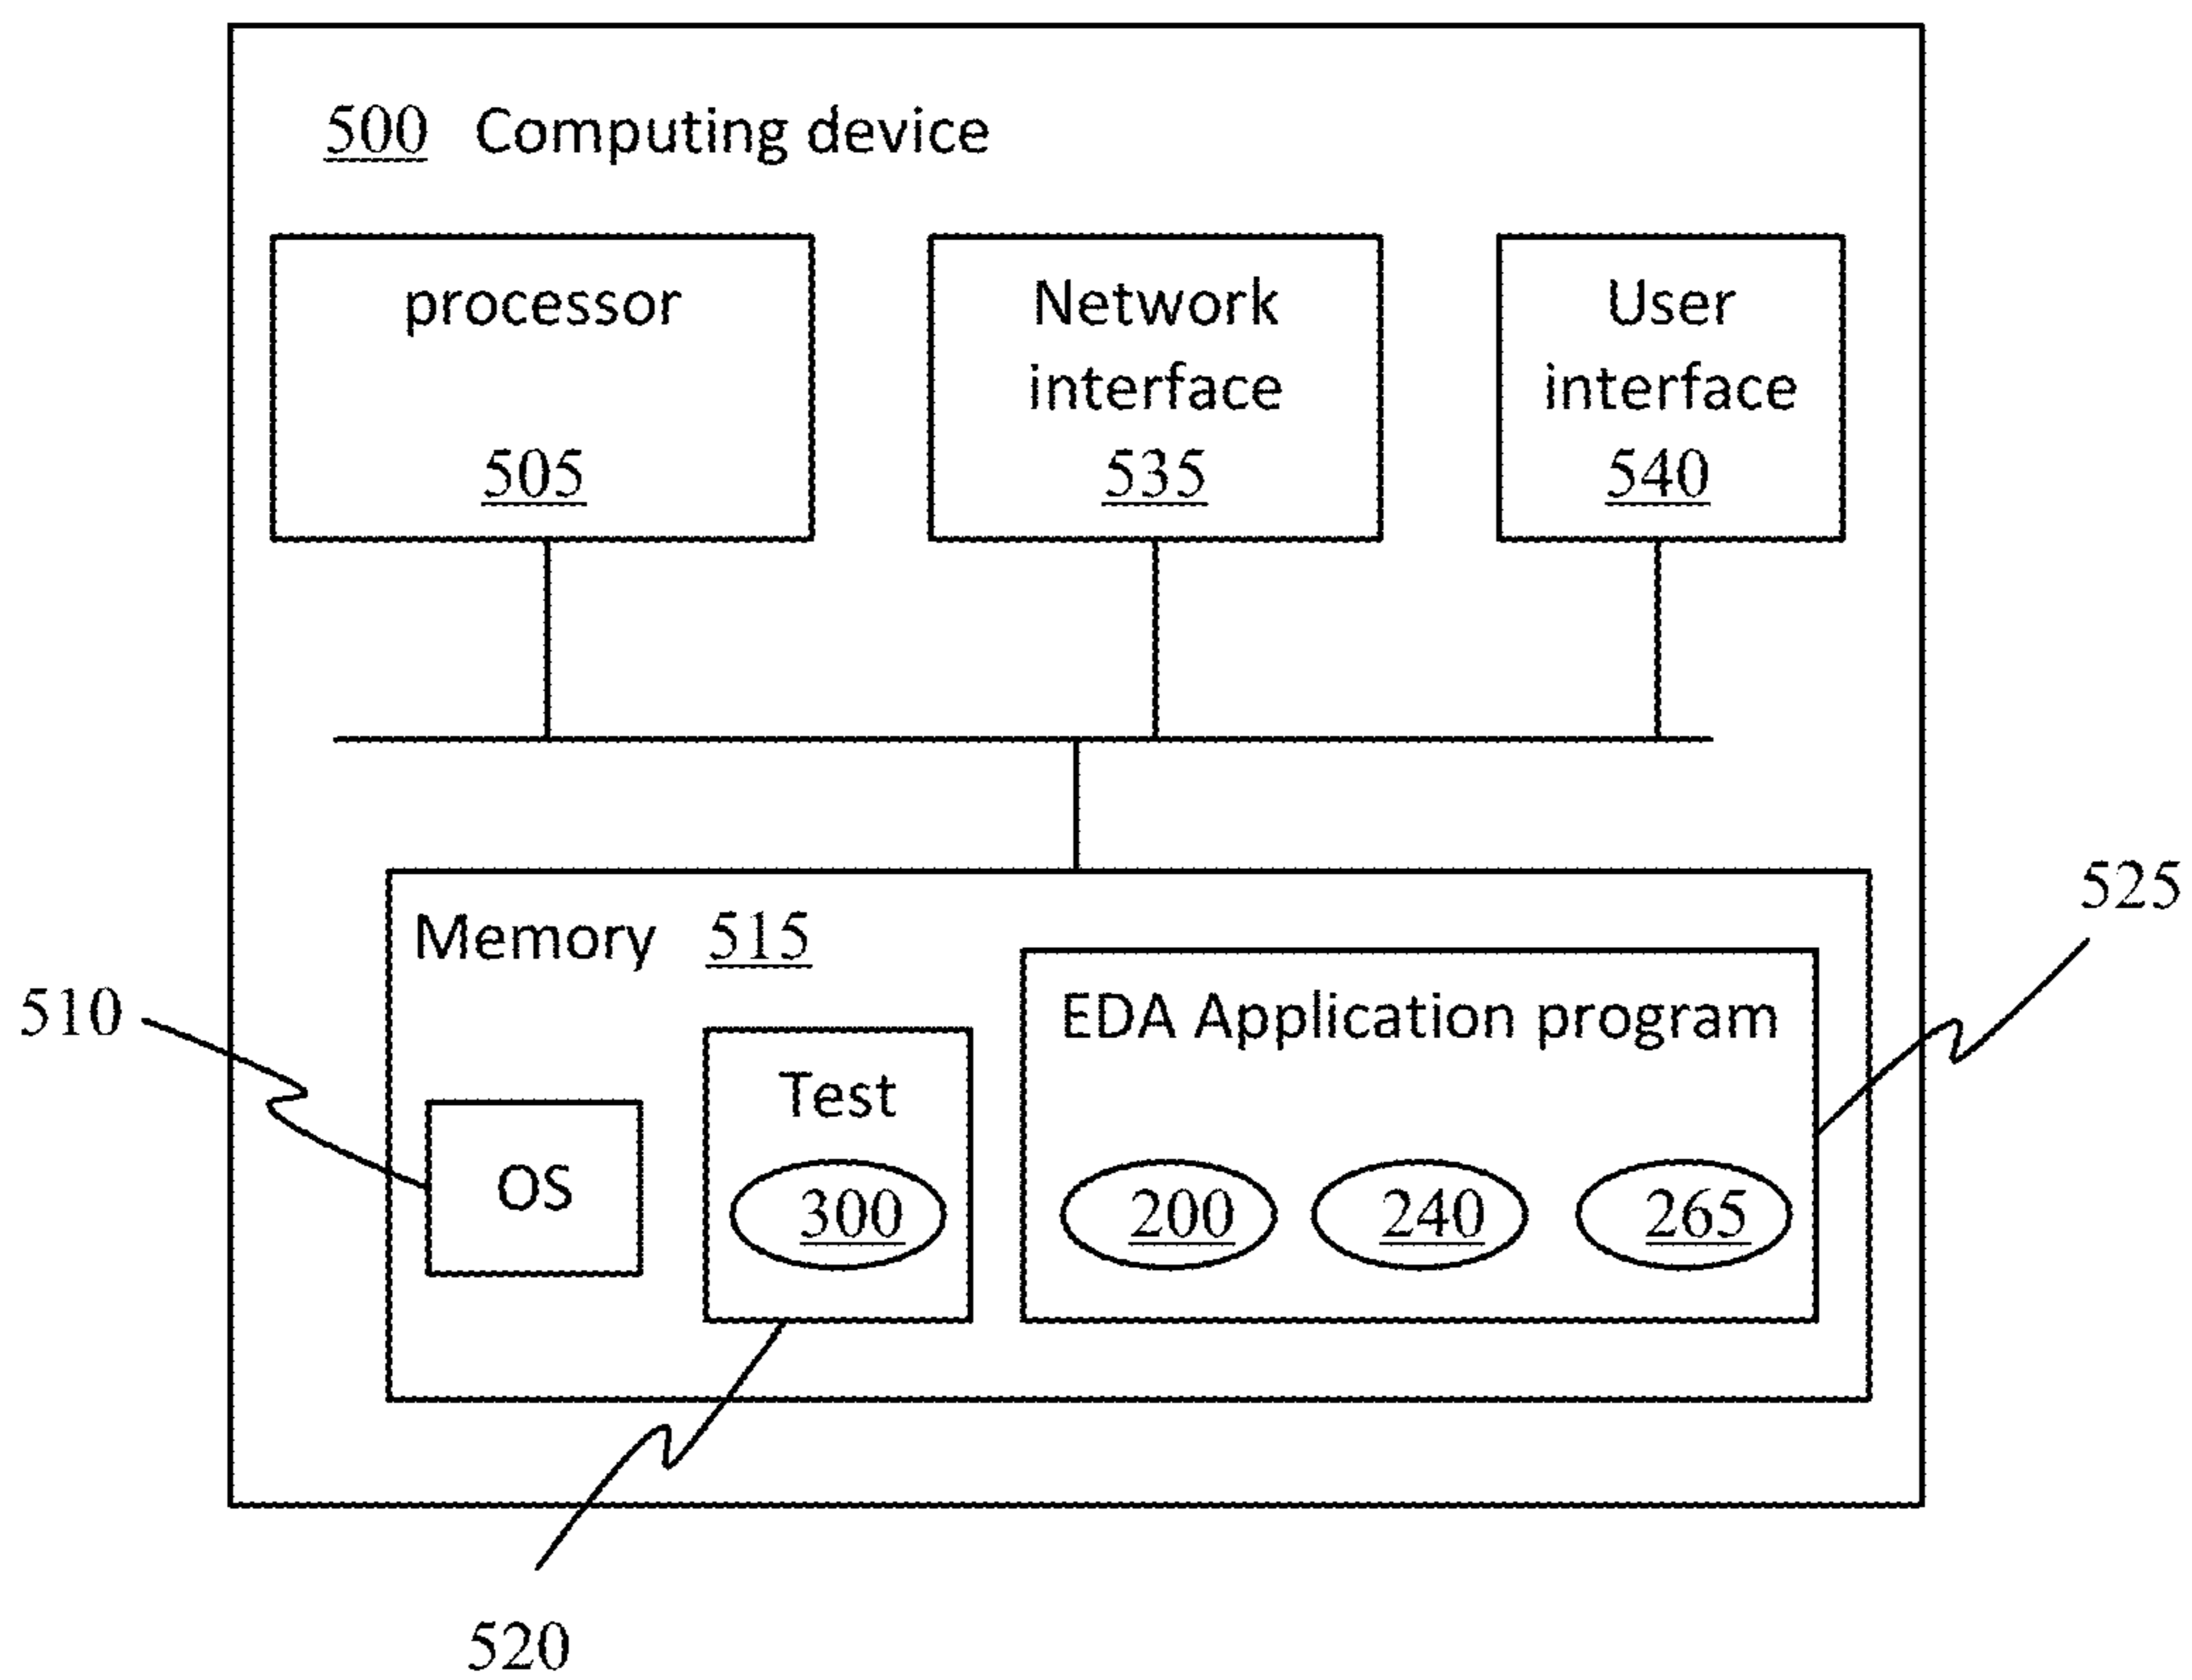 500 Computing device
processor
505
Network
interface
535
User
interface
540
525
Memory 515
510
EDA Application program
Test
OS
300
200
240
265
520